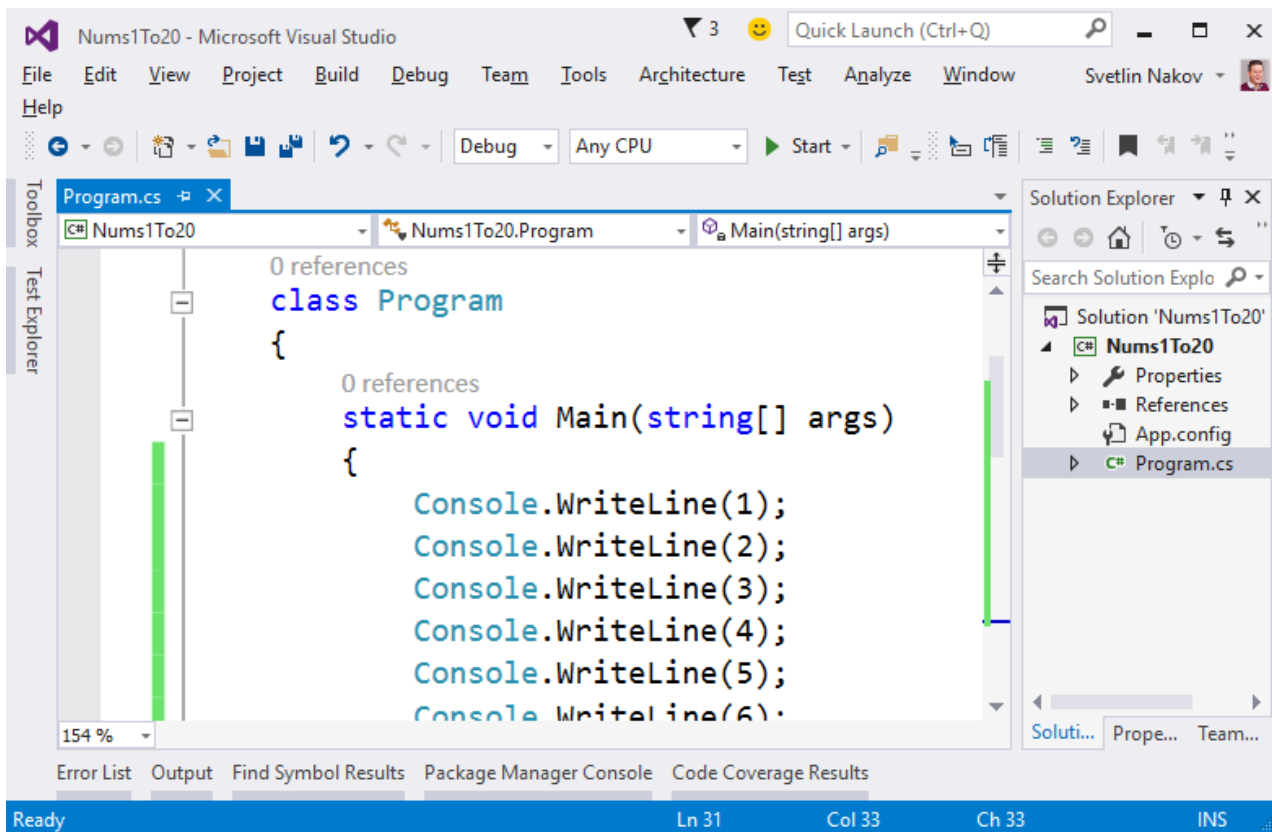 Nums1To20 - Microsoft Visual Studio
3
Quick Launch (Ctrl+Q)
File Edit View Project Build Debug Team Tools Architecture Test Analyze Window
Svetlin Nakov
Help
Debug
Any CPU
Start
Toolbox
Test Explorer
Program.cs
C# Nums1To20
Nums1To20.Program
Main(string[] args)
0 references
class Program
{
0 references
static void Main(string[] args)
{
Console.WriteLine(1);
Console.WriteLine(2);
Console.WriteLine(3);
Console.WriteLine(4);
Console.WriteLine(5);
Console.WriteLine(6);
154 %
Solution Explorer
Search Solution Explo
Solution 'Nums1To20'
C# Nums1To20
Properties
References
App.config
C# Program.cs
Soluti... Prope... Team...
Error List Output Find Symbol Results Package Manager Console Code Coverage Results
Ready Ln 31 Col 33 Ch 33 INS